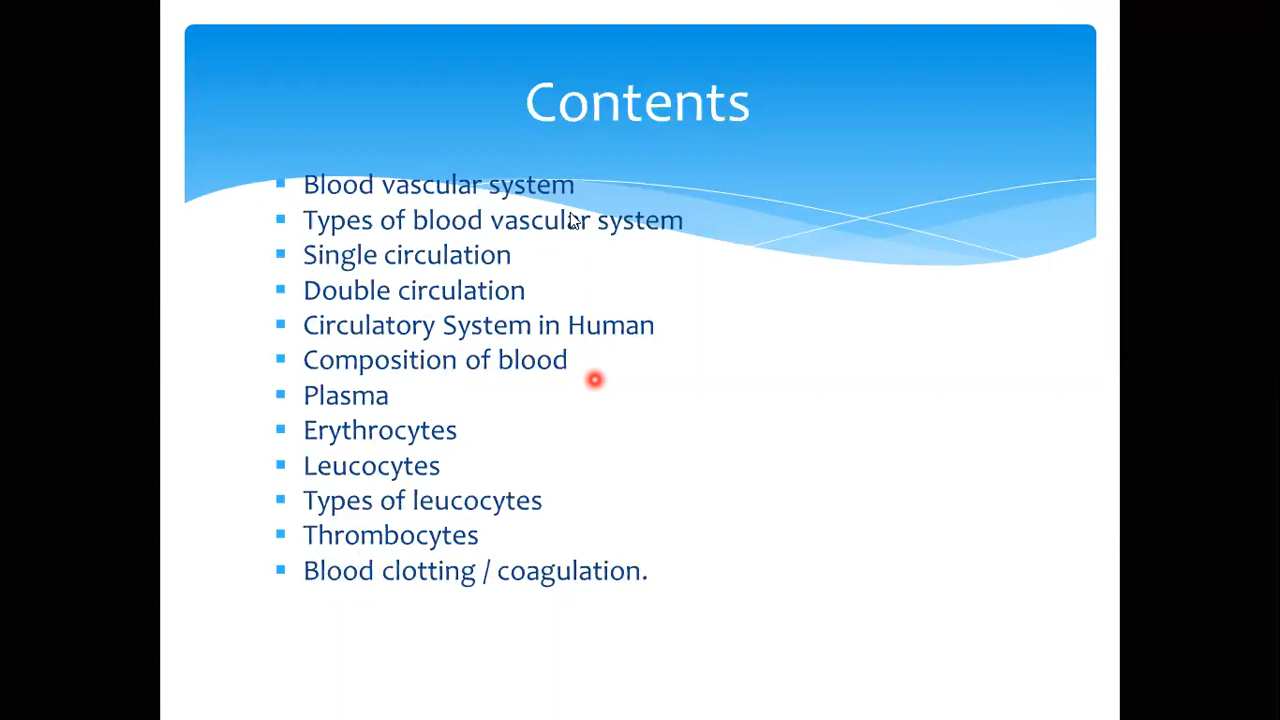 Contents
Blood vascular system
Types of blood vascular system
Single circulation
Double circulation
Circulatory System in Human
Composition of blood
Plasma
Erythrocytes
Leucocytes
Types of leucocytes
Thrombocytes
Blood clotting / coagulation.